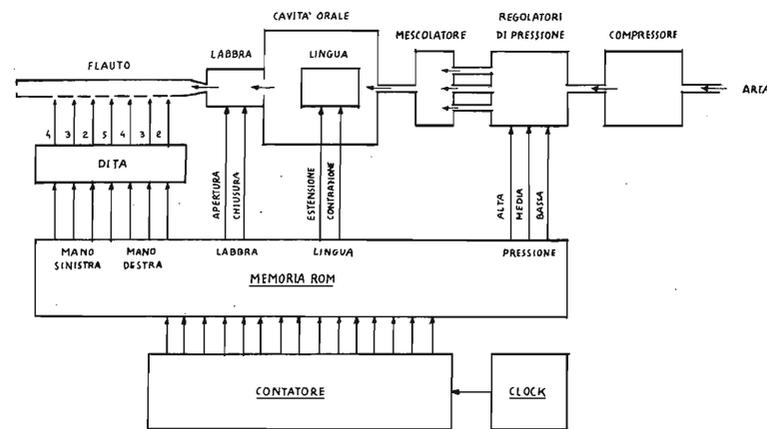 CAVITA' ORALE
REGOLATORI
DI PRESSIONE
FLAUTO
LABBRA
LINGUA
MESCOLATORE
COMPRESSORE
AREA
4 3 2 5 4 3 2
DITA
APERTURA
CHIUSURA
ESTENSIONE
CONTRAZIONE
ALTA
MEDIA
BASSA
MANO
SINISTRA
MANO
DESTRA
LABBRA
LINGUA
PRESSIONE
MEMORIA ROM
CONTATORE
CLOCK